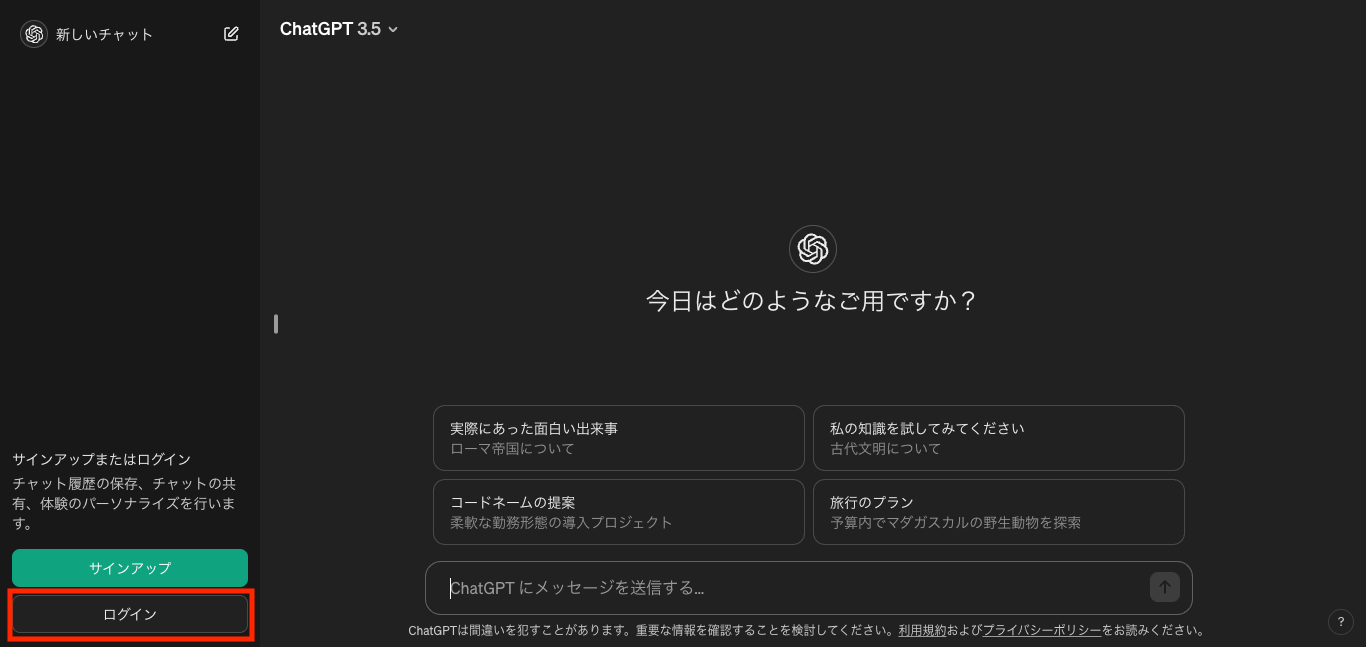 新しいチャット
ChatGPT 3.5
今日はどのようなご用ですか？
実際にあった面白い出来事
ローマ帝国について
私の知識を試してみてください
古代文明について
コードネームの提案
柔軟な勤務形態の導入プロジェクト
旅行のプラン
予算内でマダガスカルの野生動物を探索
サインアップまたはログイン
チャット履歴の保存、チャットの共
有、体験のパーソナライズを行いま
す。
サインアップ
ログイン
ChatGPT にメッセージを送信する...
ChatGPTは間違いを犯すことがあります。重要な情報を確認することを検討してください。利用規約およびプライバシーポリシーをお読みください。
?